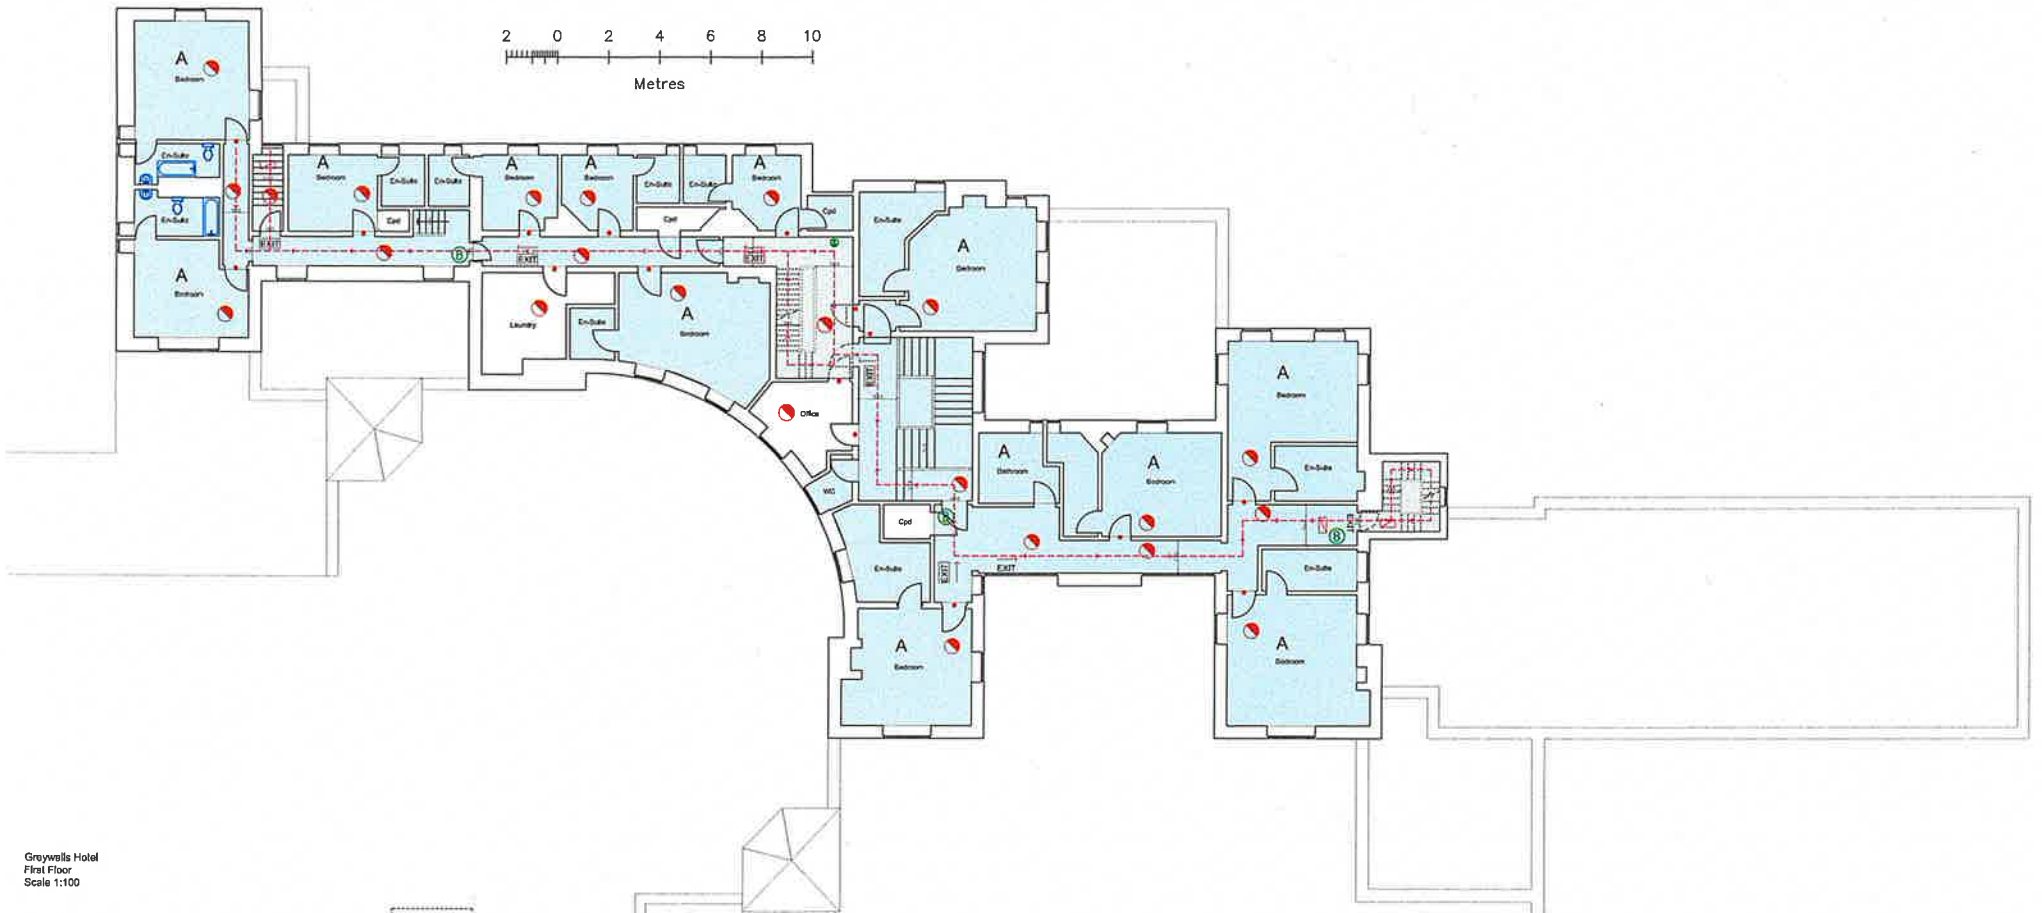 2 0 2 4 6 8 10
Metres
A
Bedroom
En-Suite
En-Suite
A
Bedroom
EXIT
A
Bedroom
En-Suite
Cpd
En-Suite
A
Bedroom
A
Bedroom
En-Suite
Cpd
En-Suite
A
Bedroom
Cpd
B
EXIT
EXIT
Laundry
En-Suite
A
Bedroom
En-Suite
A
Bedroom
EXIT
Office
WC
Cpd
B
A
Bathroom
A
Bedroom
A
Bedroom
En-Suite
EXIT
B
En-Suite
EXIT
EXIT
En-Suite
A
Bedroom
A
Bedroom
Greywalls Hotel
First Floor
Scale 1:100